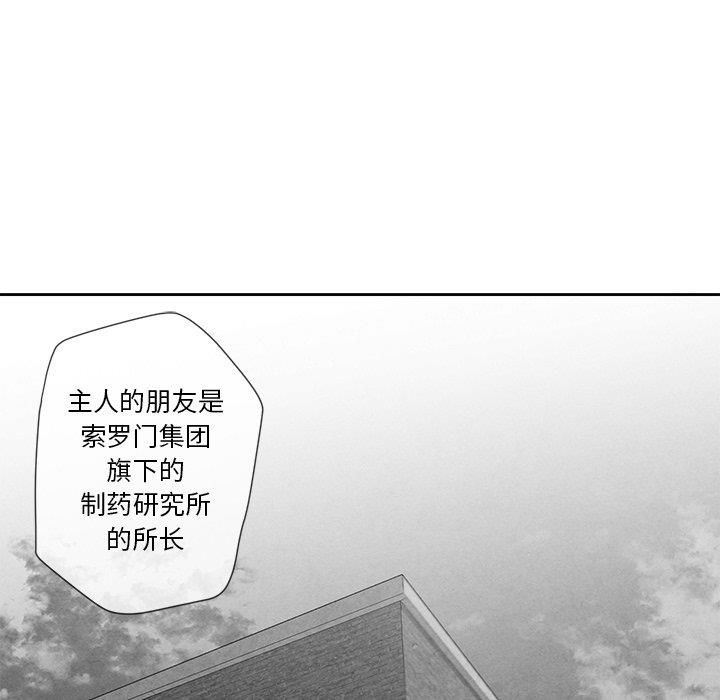 主人的朋友是
索罗门集团
旗下的
制药研究所
的所长